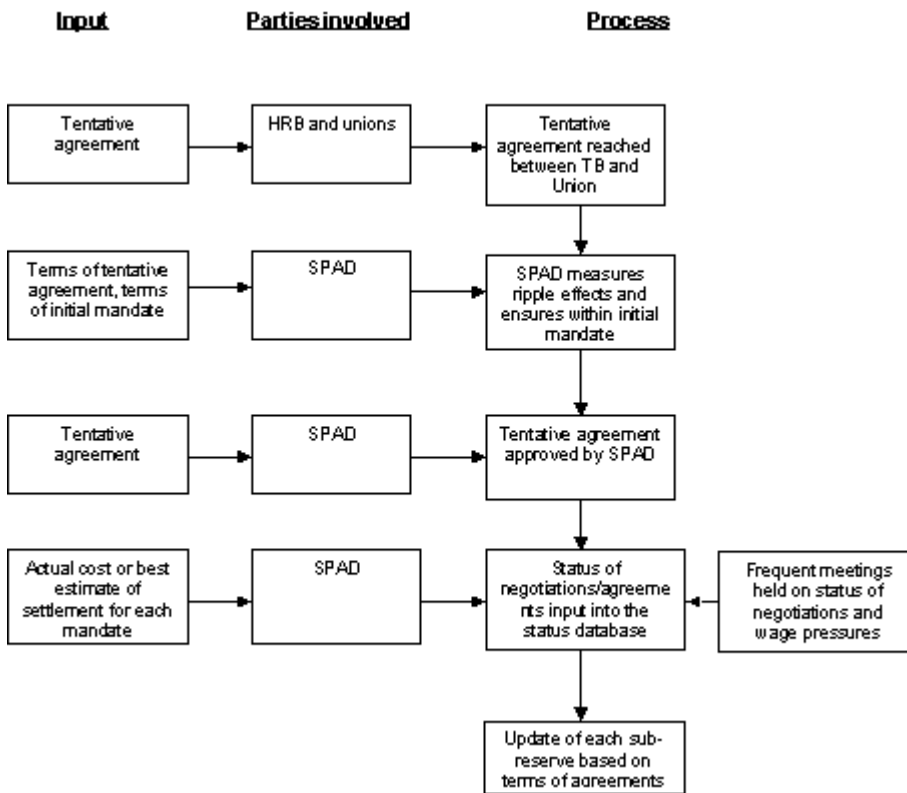 Input
Parties involved
Process
Tentative
agreement
HRB and unions
Tentative
agreement reached
between TB and
Union
Terms of tentative
agreement, terms
of initial mandate
SPAD
SPAD measures
ripple effects and
ensures within initial
mandate
Tentative
agreement
SPAD
Tentative agreement
approved by SPAD
Actual cost or best
estimate of
settlement for each
mandate
SPAD
Status of
negotiations/agreeme
nts input into the
status database
Frequent meetings
held on status of
negotiations and
wage pressures
Update of each sub-
reserve based on
terms of agreements